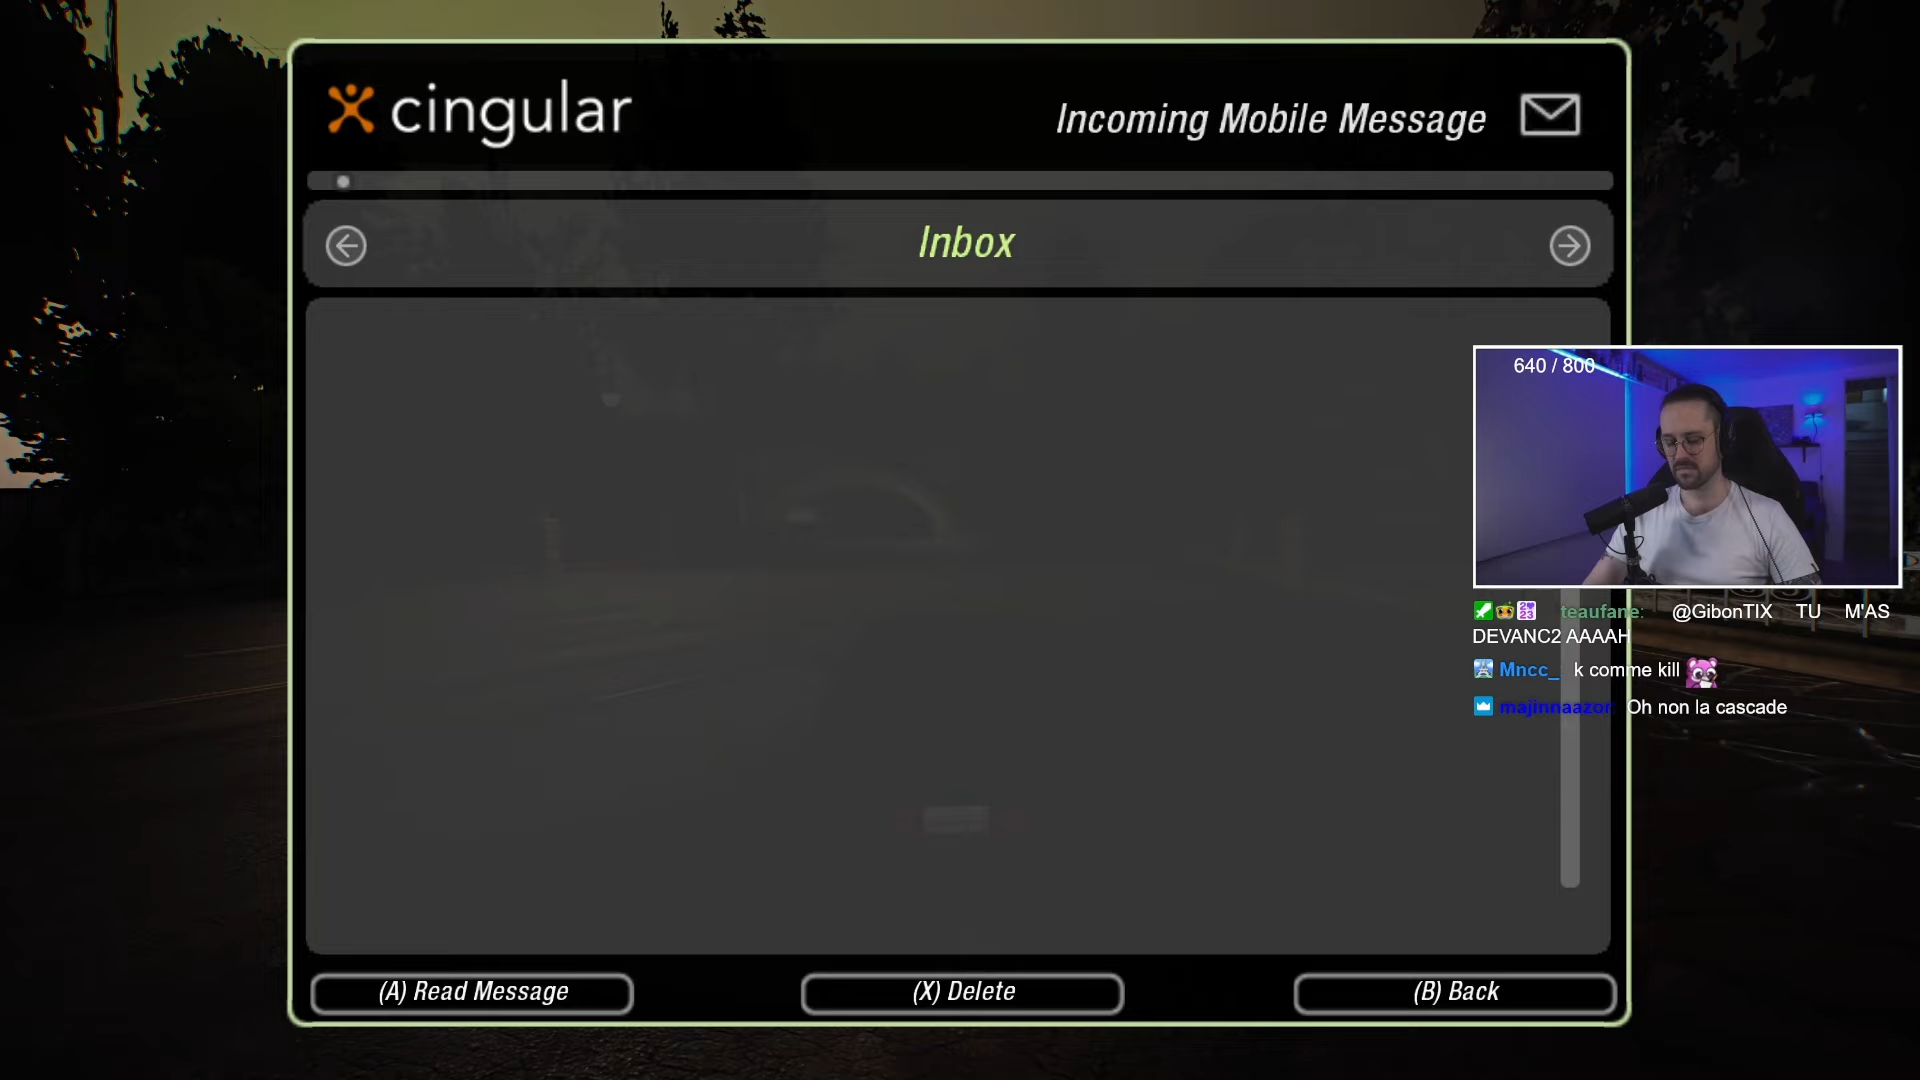 cingular
Incoming Mobile Message
Inbox
640 / 800
teaufane: @GibonTIX TU M'AS
DEVANC2 AAAAH
Mncc_ k comme kill
majinnaazor Oh non la cascade
(A) Read Message
(X) Delete
(B) Back